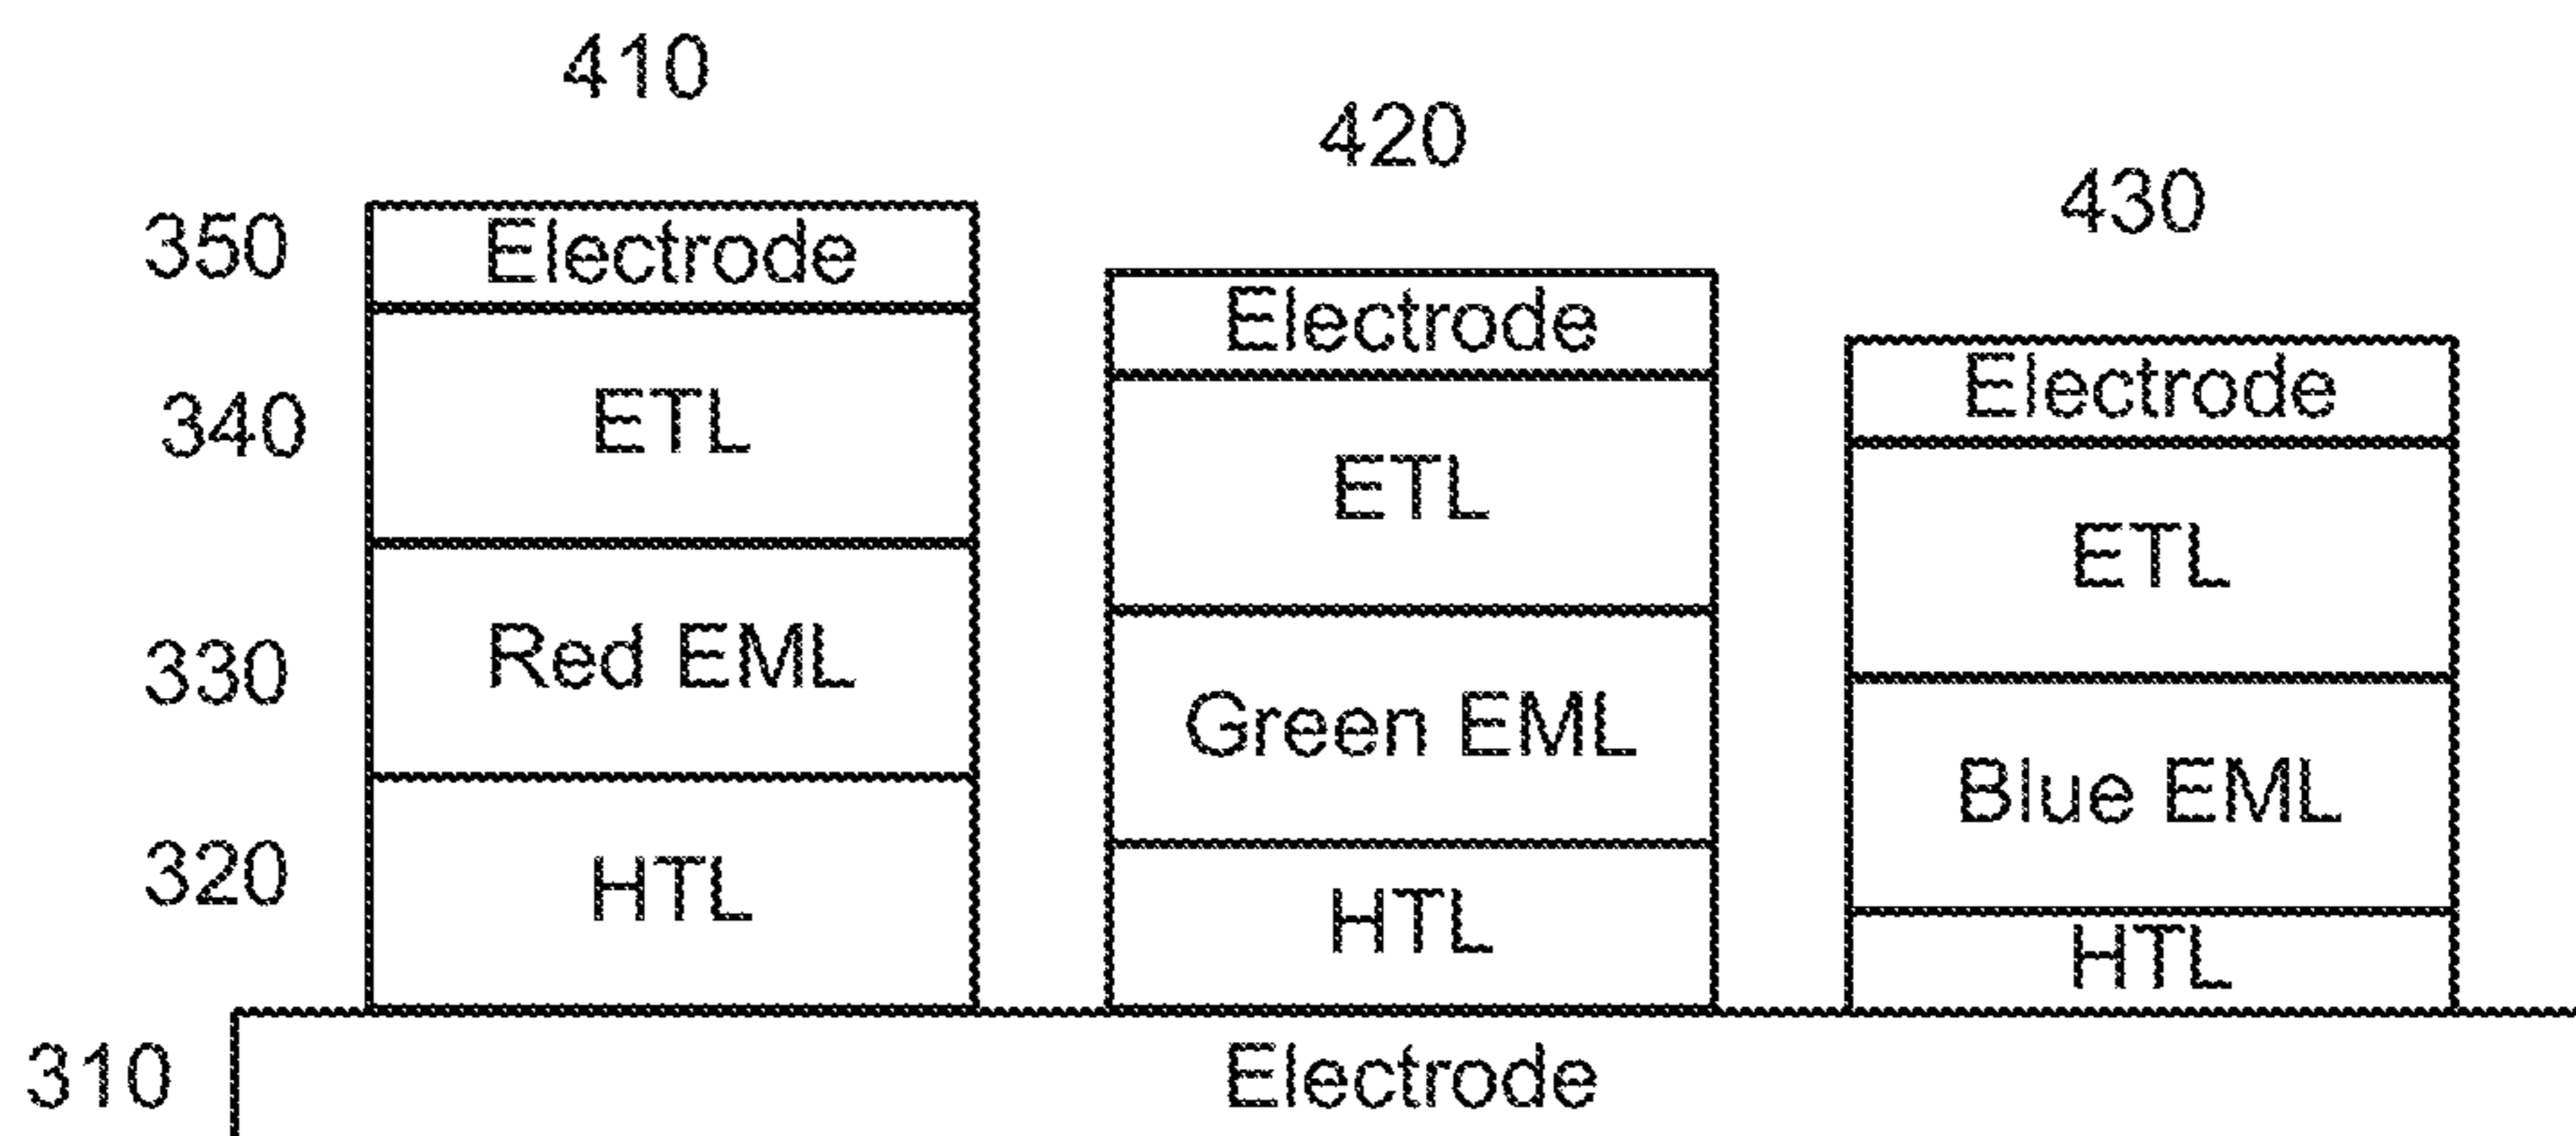 410
420
430
350
Electrode
Electrode
Electrode
340
ETL
ETL
ETL
330
Red EML
Green EML
Blue EML
320
HTL
HTL
HTL
310
Electrode